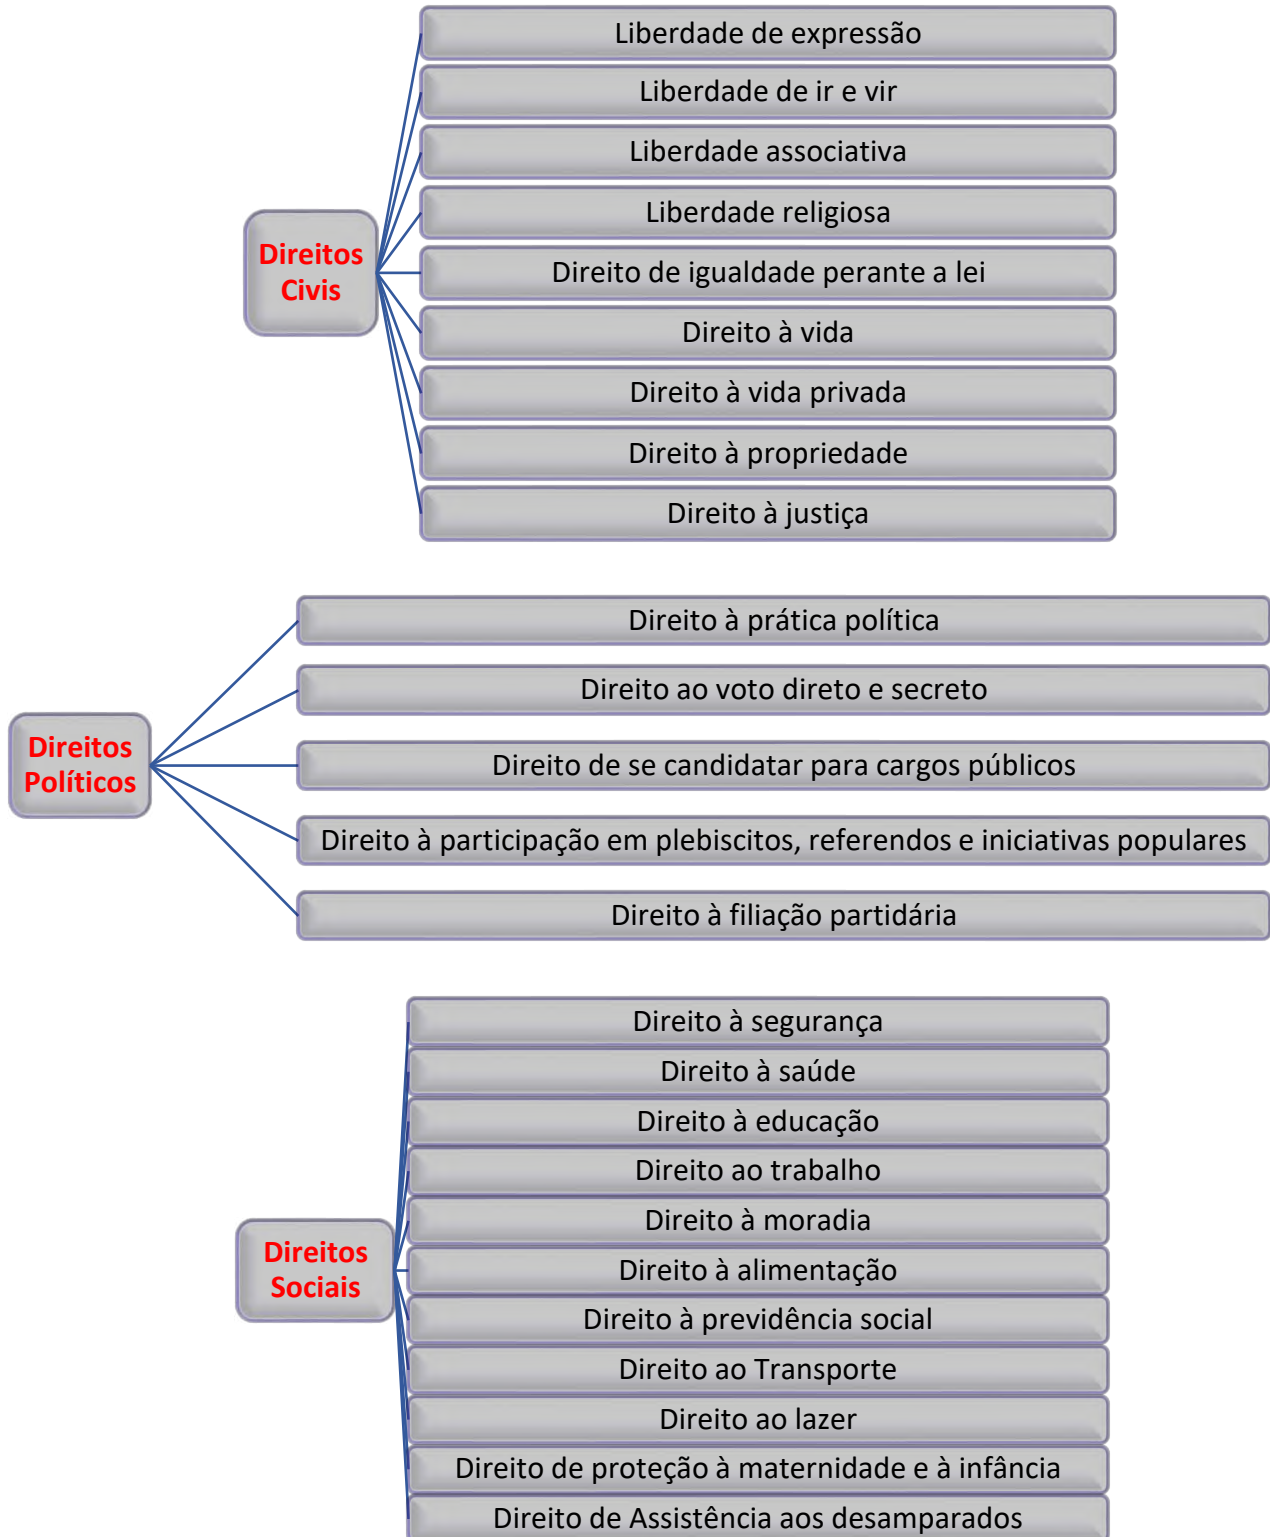 Liberdade de expressão
Liberdade de ir e vir
Liberdade associativa
Liberdade religiosa
Direitos
Civis
Direito de igualdade perante a lei
Direito à vida
Direito à vida privada
Direito à propriedade
Direito à justiça
Direito à prática política
Direito ao voto direto e secreto
Direitos
Políticos
Direito de se candidatar para cargos públicos
Direito à participação em plebiscitos, referendos e iniciativas populares
Direito à filiação partidária
Direito à segurança
Direito à saúde
Direito à educação
Direito ao trabalho
Direito à moradia
Direitos
Sociais
Direito à alimentação
Direito à previdência social
Direito ao Transporte
Direito ao lazer
Direito de proteção à maternidade e à infância
Direito de Assistência aos desamparados